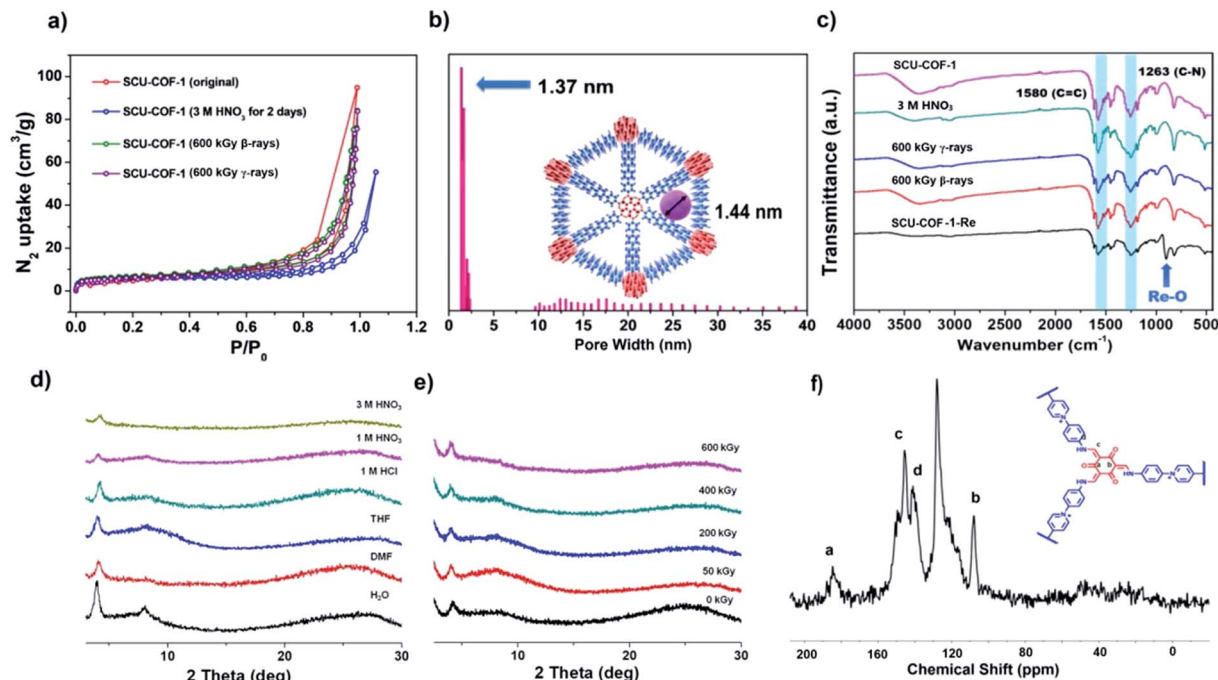 a)
N₂ uptake (cm³/g)
100
80
60
40
20
0
SCU-COF-1 (original)
SCU-COF-1 (3 M HNO₃ for 2 days)
SCU-COF-1 (600 kGy β-rays)
SCU-COF-1 (600 kGy γ-rays)
0.0 0.2 0.4 0.6 0.8 1.0 1.2
P/P₀
b)
1.37 nm
1.44 nm
0 5 10 15 20 25 30 35 40
Pore Width (nm)
c)
Transmittance (a.u.)
SCU-COF-1
1263 (C-N)
1580 (C=C)
3 M HNO₃
600 kGy γ-rays
600 kGy β-rays
SCU-COF-1-Re
Re-O
4000 3500 3000 2500 2000 1500 1000 500
Wavenumber (cm⁻¹)
d)
3 M HNO₃
1 M HNO₃
1 M HCl
THF
DMF
H₂O
10 20 30
2 Theta (deg)
e)
600 kGy
400 kGy
200 kGy
50 kGy
0 kGy
10 20 30
2 Theta (deg)
f)
a
c
d
b
200 160 120 80 40 0
Chemical Shift (ppm)